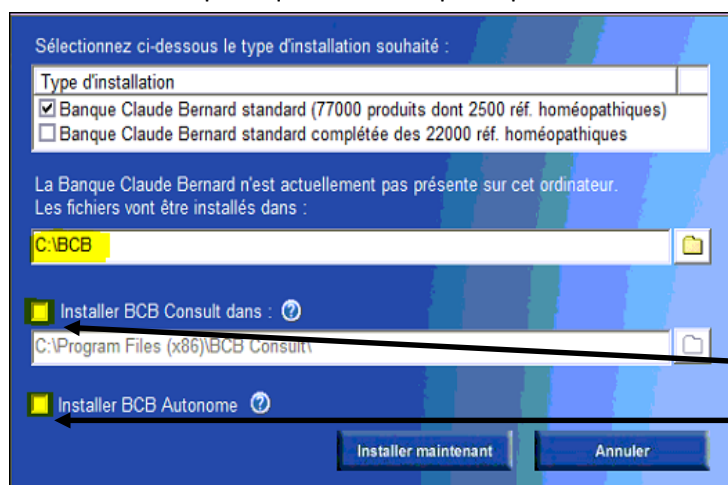 Sélectionnez ci-dessous le type d'installation souhaité :
Type d'installation
Banque Claude Bernard standard (77000 produits dont 2500 réf. homéopathiques)
Banque Claude Bernard standard complétée des 22000 réf. homéopathiques
La Banque Claude Bernard n'est actuellement pas présente sur cet ordinateur.
Les fichiers vont être installés dans :
C:\BCB
Installer BCB Consult dans :
C:\Program Files (x86)\BCB Consult\
Installer BCB Autonome
Installer maintenant Annuler